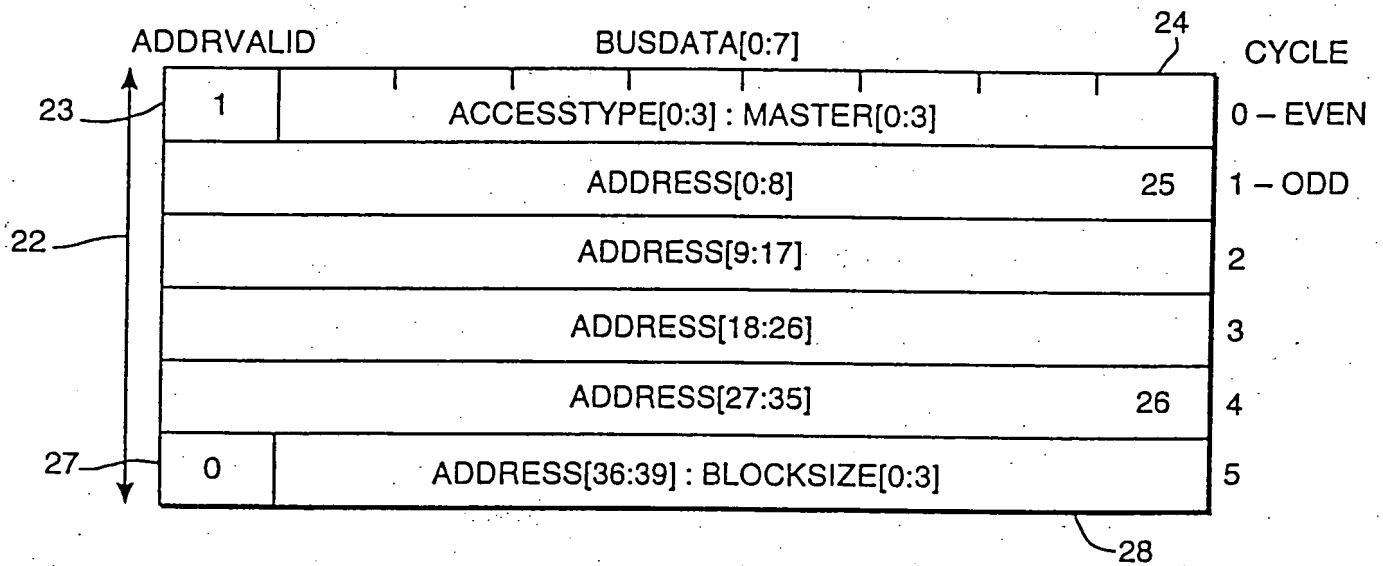 ADDRVALID BUSDATA[0:7] 24 CYCLE
23 1 ACCESSTYPE[0:3] : MASTER[0:3] 0 – EVEN
ADDRESS[0:8] 25 1 – ODD
22 ADDRESS[9:17] 2
ADDRESS[18:26] 3
ADDRESS[27:35] 26 4
27 0 ADDRESS[36:39] : BLOCKSIZE[0:3] 5
28